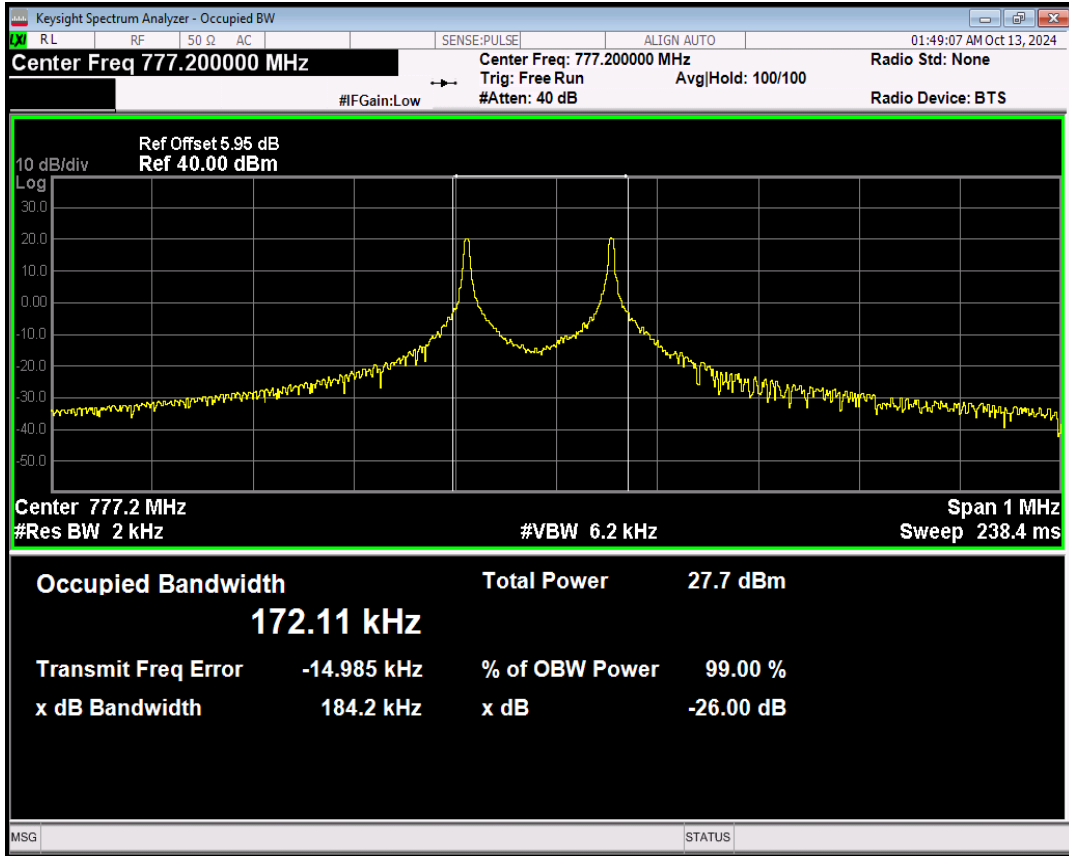 Keysight Spectrum Analyzer - Occupied BW
LXI RL RF 50 Ω AC SENSE:PULSE ALIGN AUTO 01:49:07 AM Oct 13, 2024
Center Freq 777.200000 MHz Center Freq: 777.200000 MHz Radio Std: None
Trig: Free Run Avg|Hold: 100/100
#IFGain:Low #Atten: 40 dB Radio Device: BTS
Ref Offset 5.95 dB
10 dB/div Ref 40.00 dBm
Log
30.0
20.0
10.0
0.00
-10.0
-20.0
-30.0
-40.0
-50.0
Center 777.2 MHz Span 1 MHz
#Res BW 2 kHz #VBW 6.2 kHz Sweep 238.4 ms
Occupied Bandwidth Total Power 27.7 dBm
172.11 kHz
Transmit Freq Error -14.985 kHz % of OBW Power 99.00 %
x dB Bandwidth 184.2 kHz x dB -26.00 dB
MSG STATUS